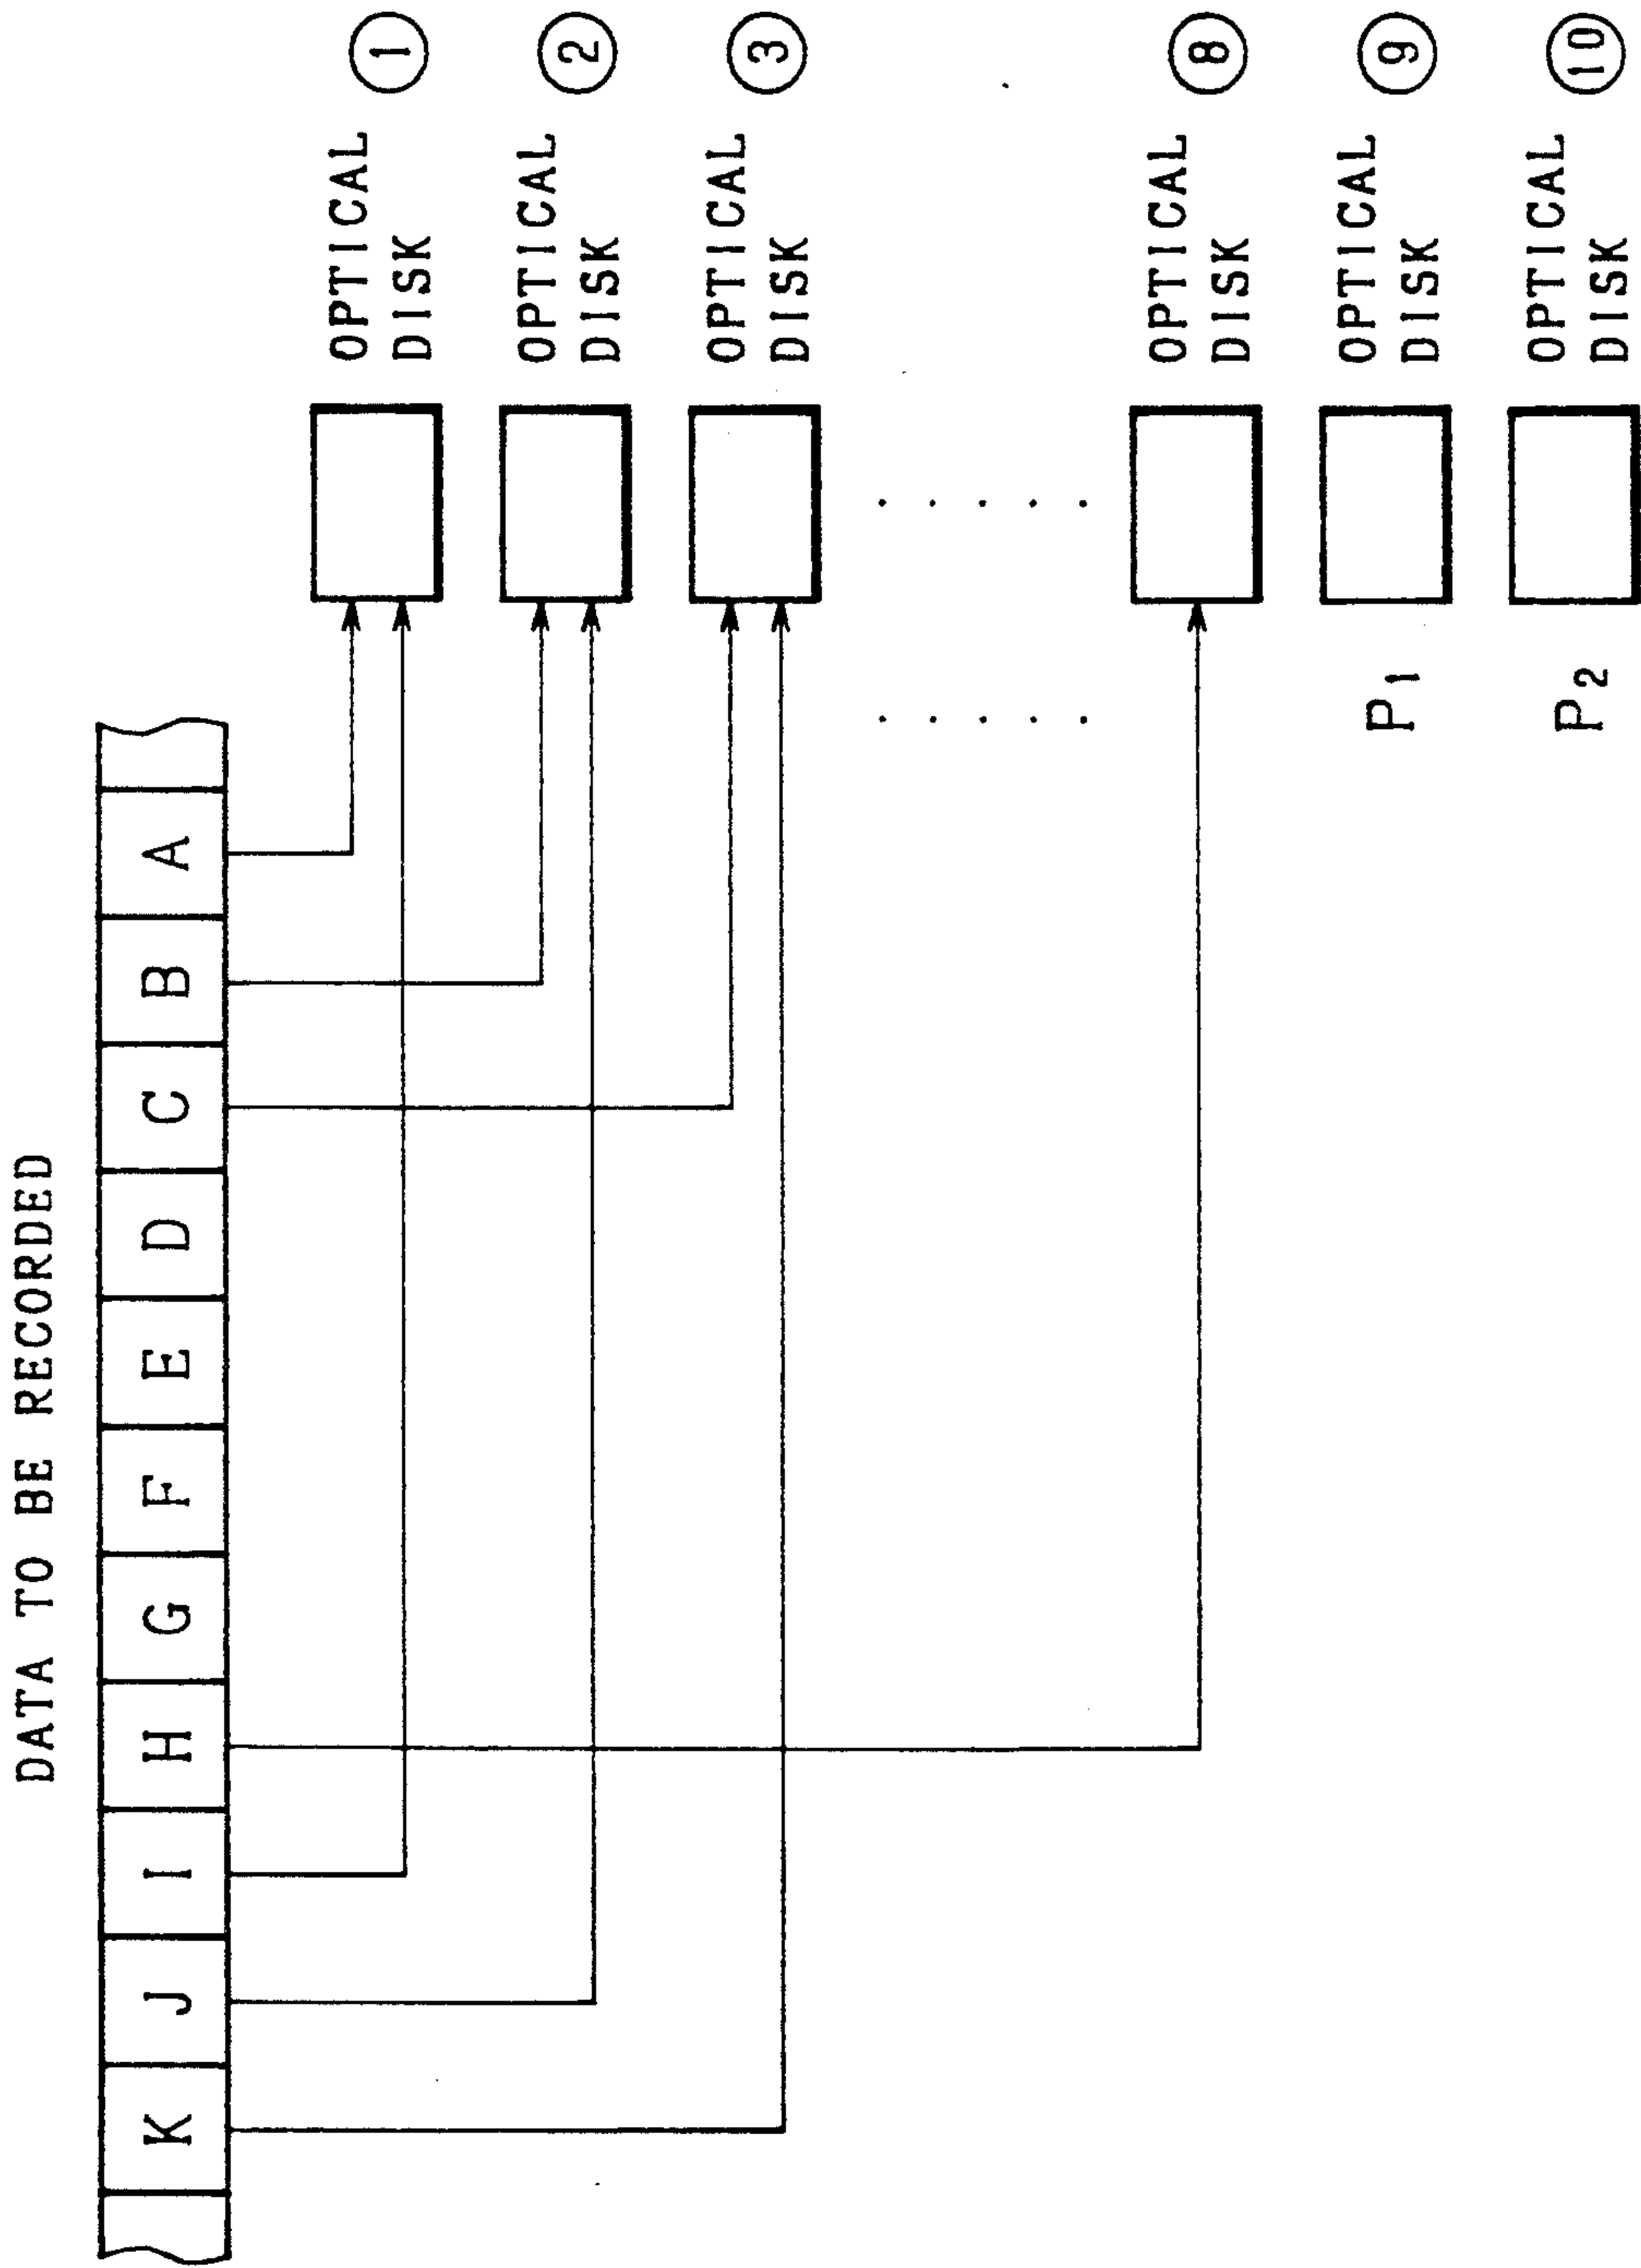 DATA TO BE RECORDED
K J I H G F E D C B A
OPTICAL
DISK ①
OPTICAL
DISK ②
OPTICAL
DISK ③
OPTICAL
DISK ⑧
P₁
OPTICAL
DISK ⑨
P₂
OPTICAL
DISK ⑩